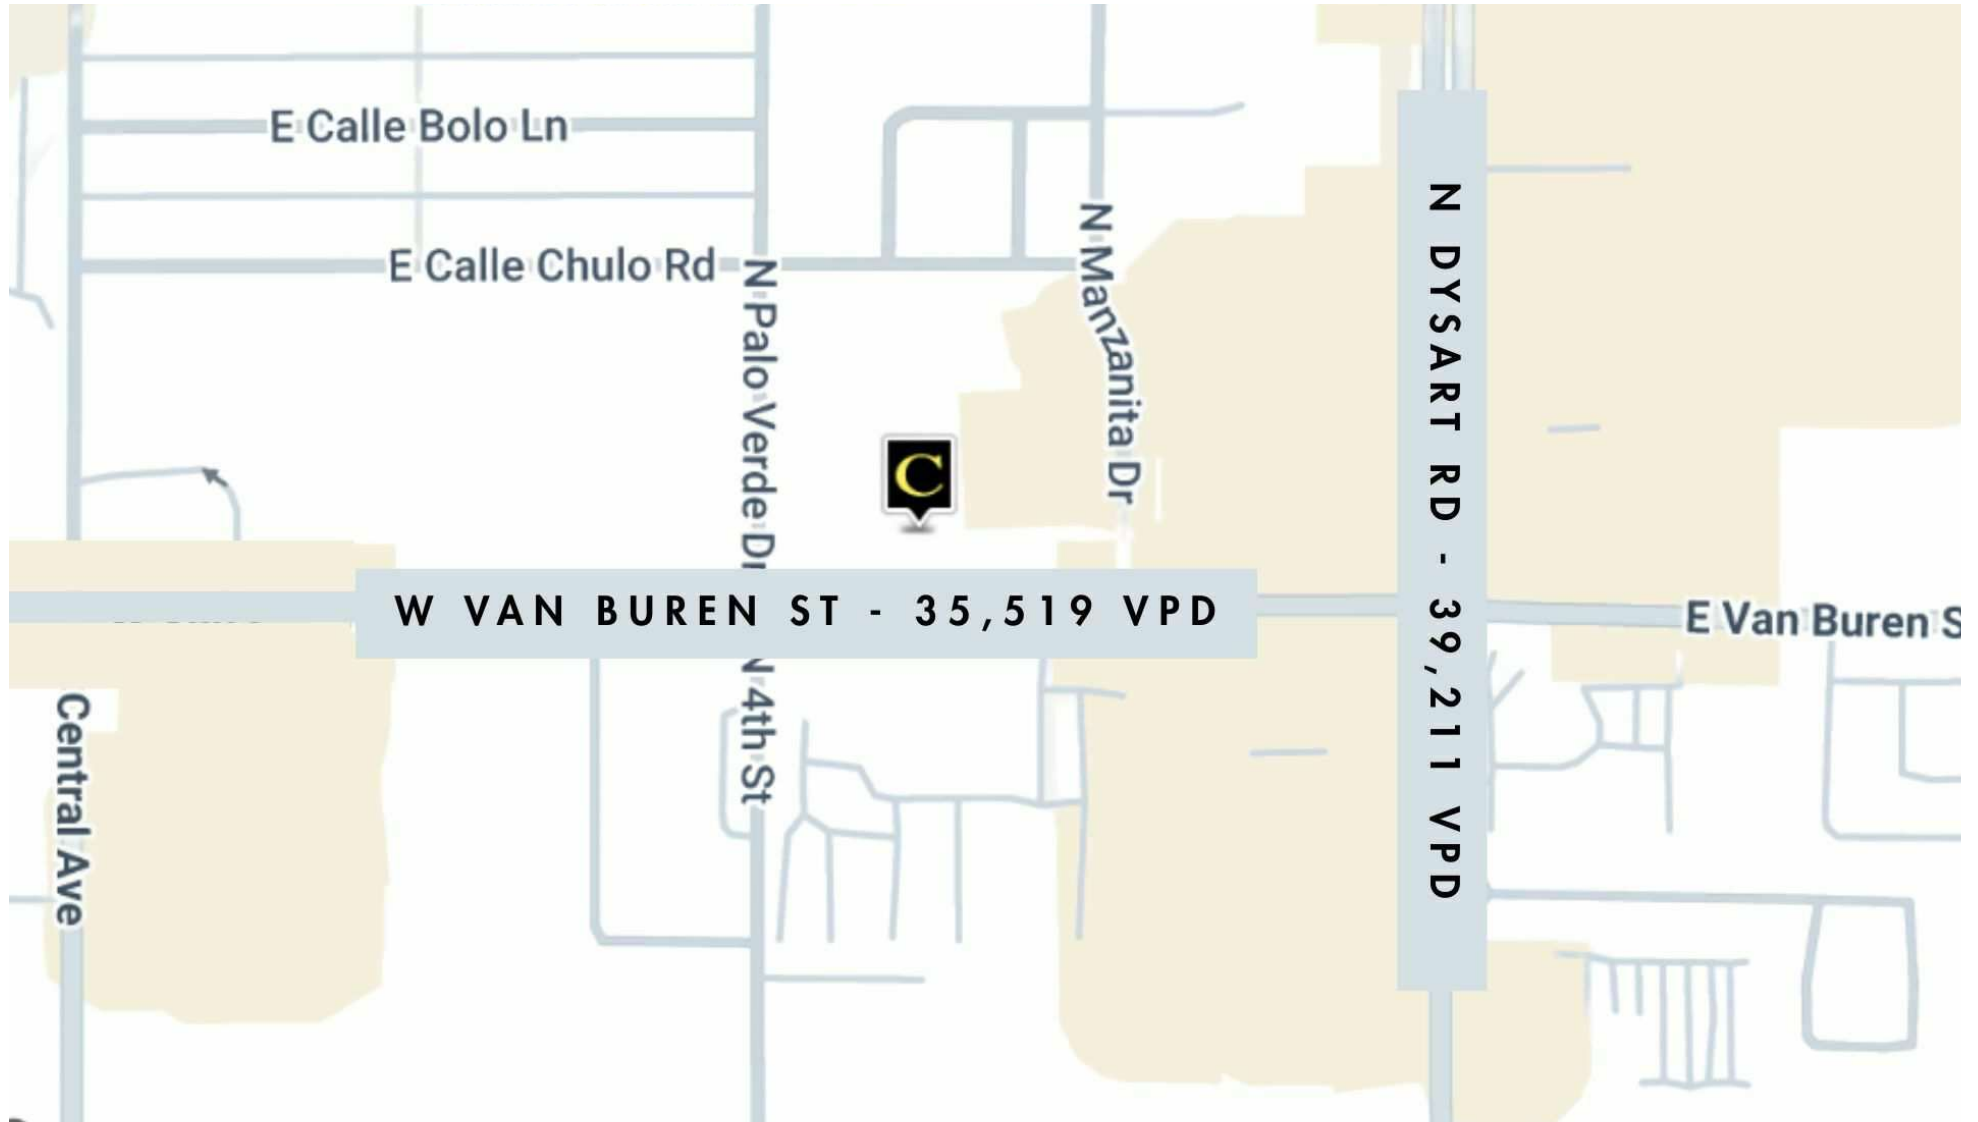 E Calle Bolo Ln
E Calle Chulo Rd
N Palo Verde Dr
N Manzanita Dr
N DYSART RD - 39,211 VPD
C
W VAN BUREN ST - 35,519 VPD
E Van Buren S
N 4th St
Central Ave